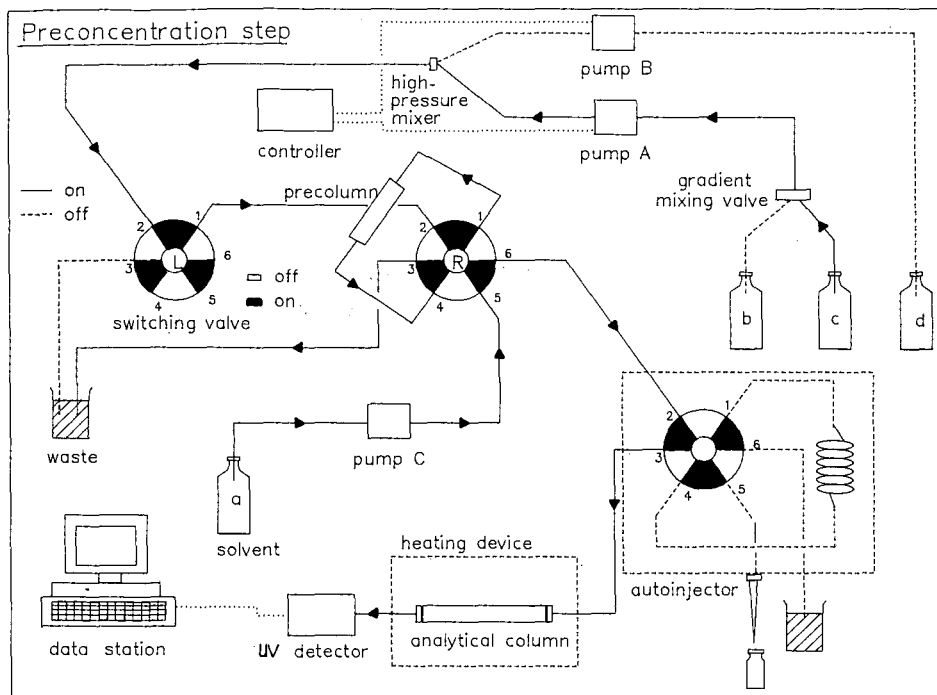 Preconcentration step
pump B
high-
pressure
mixer
controller
pump A
on
off
precolumn
gradient
mixing valve
2
1
3
L
6
4
5
off
on
switching valve
2
1
3
R
6
4
5
b
c
d
waste
pump C
a
solvent
2
1
3
6
4
5
heating device
autoinjector
analytical column
data station
UV detector